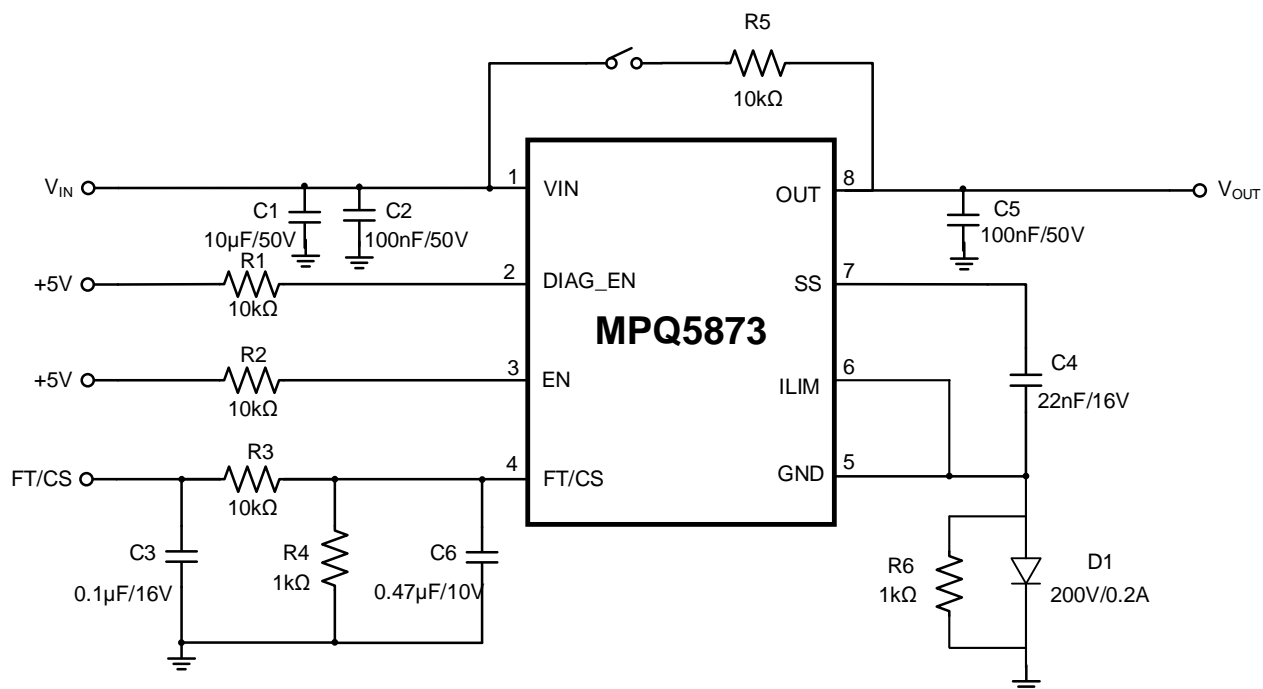 R5
10kΩ
V_IN
1
VIN
OUT
8
V_OUT
C1
10µF/50V
C2
100nF/50V
C5
100nF/50V
+5V
R1
10kΩ
2
DIAG_EN
SS
7
MPQ5873
+5V
R2
10kΩ
3
EN
ILIM
6
C4
22nF/16V
FT/CS
R3
10kΩ
4
FT/CS
GND
5
C3
0.1µF/16V
R4
1kΩ
C6
0.47µF/10V
R6
1kΩ
D1
200V/0.2A